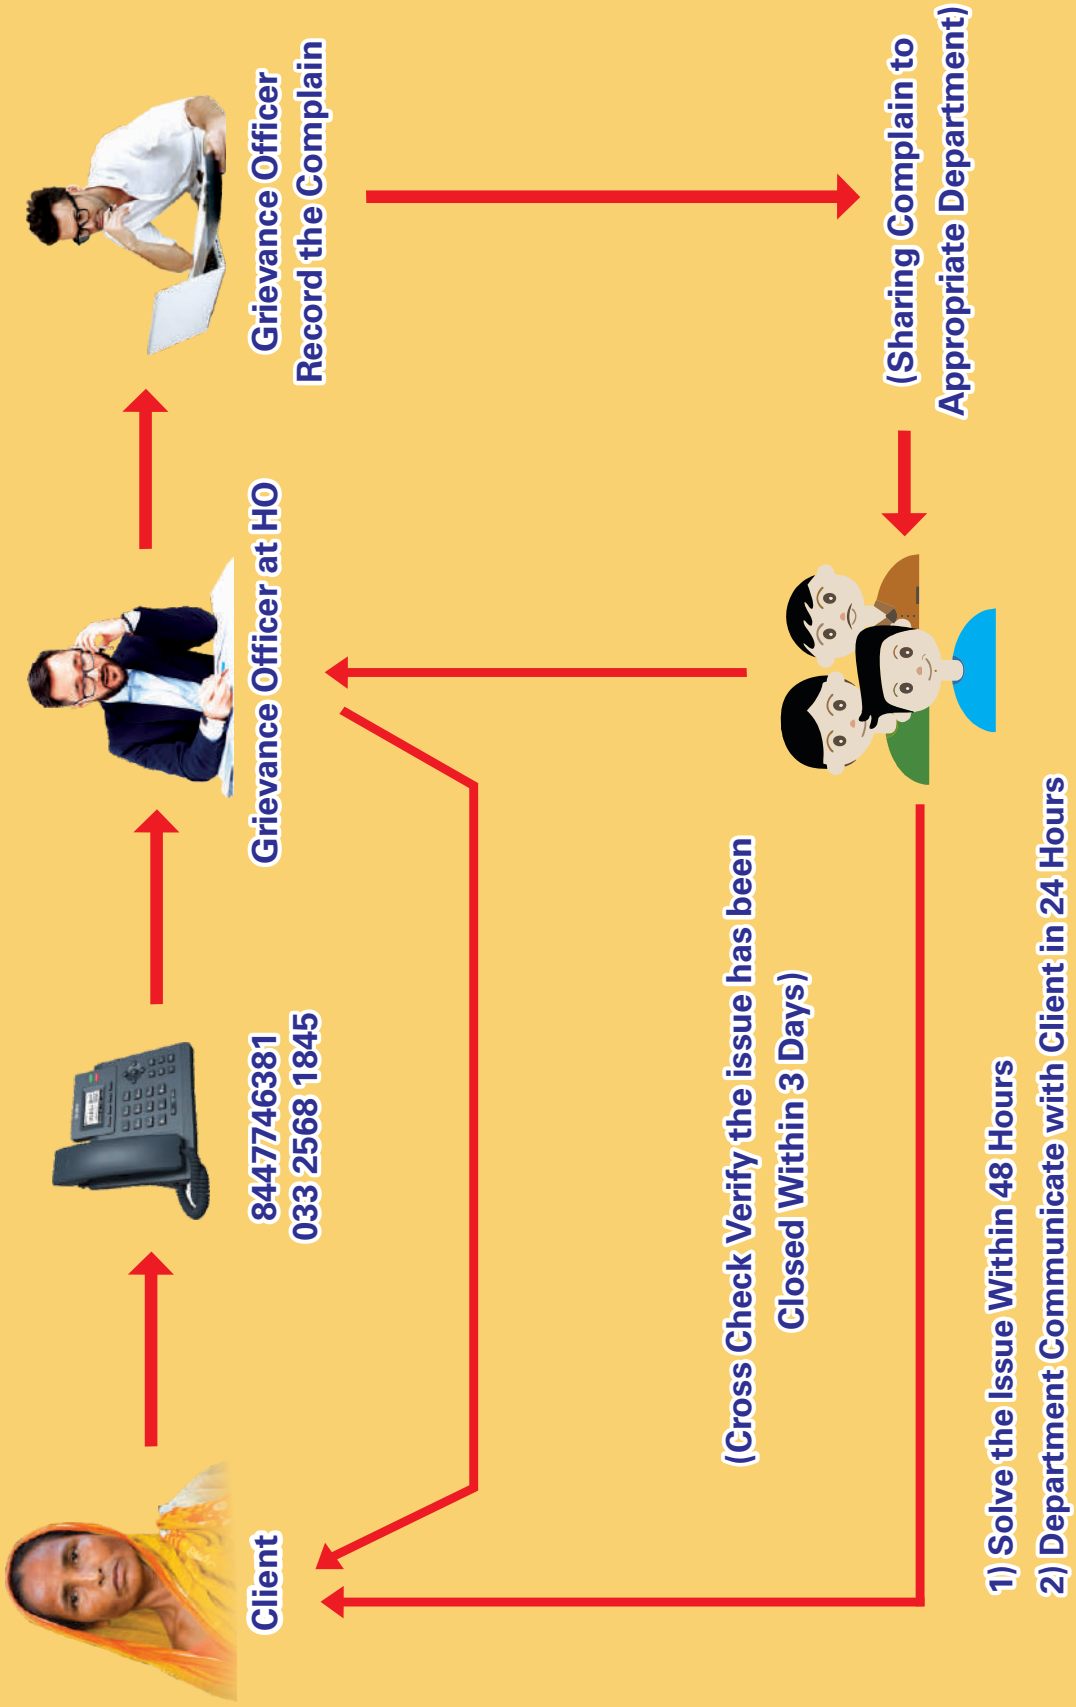 Client
8447746381
033 2568 1845
Grievance Officer at HO
Grievance Officer
Record the Complain
(Sharing Complain to
Appropriate Department)
(Cross Check Verify the issue has been
Closed Within 3 Days)
1) Solve the Issue Within 48 Hours
2) Department Communicate with Client in 24 Hours